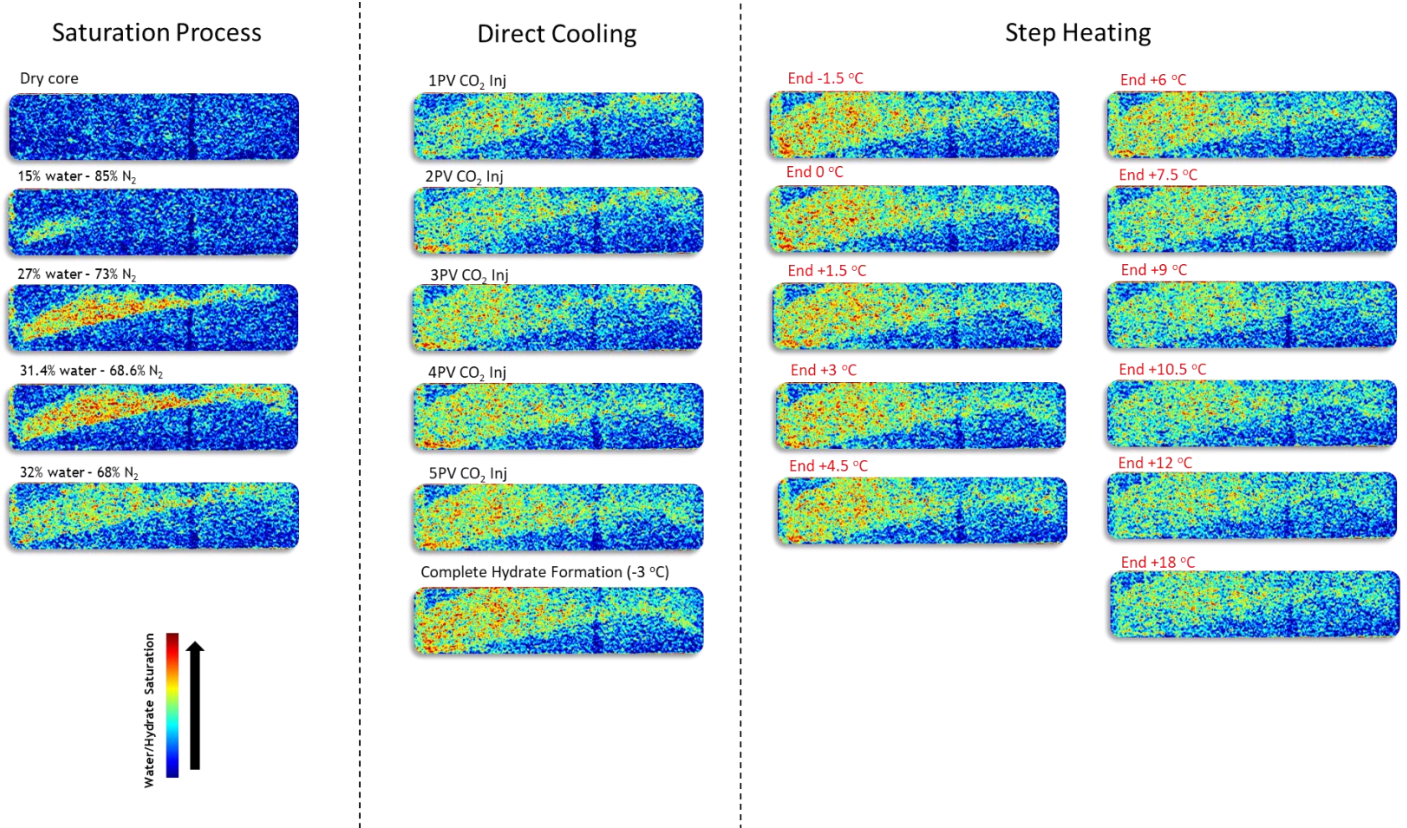 Saturation Process
Dry core
15% water - 85% N₂
27% water - 73% N₂
31.4% water - 68.6% N₂
32% water - 68% N₂
Water/Hydrate Saturation
Direct Cooling
1PV CO₂ Inj
2PV CO₂ Inj
3PV CO₂ Inj
4PV CO₂ Inj
5PV CO₂ Inj
Complete Hydrate Formation (-3 °C)
Step Heating
End -1.5 °C
End 0 °C
End +1.5 °C
End +3 °C
End +4.5 °C
End +6 °C
End +7.5 °C
End +9 °C
End +10.5 °C
End +12 °C
End +18 °C